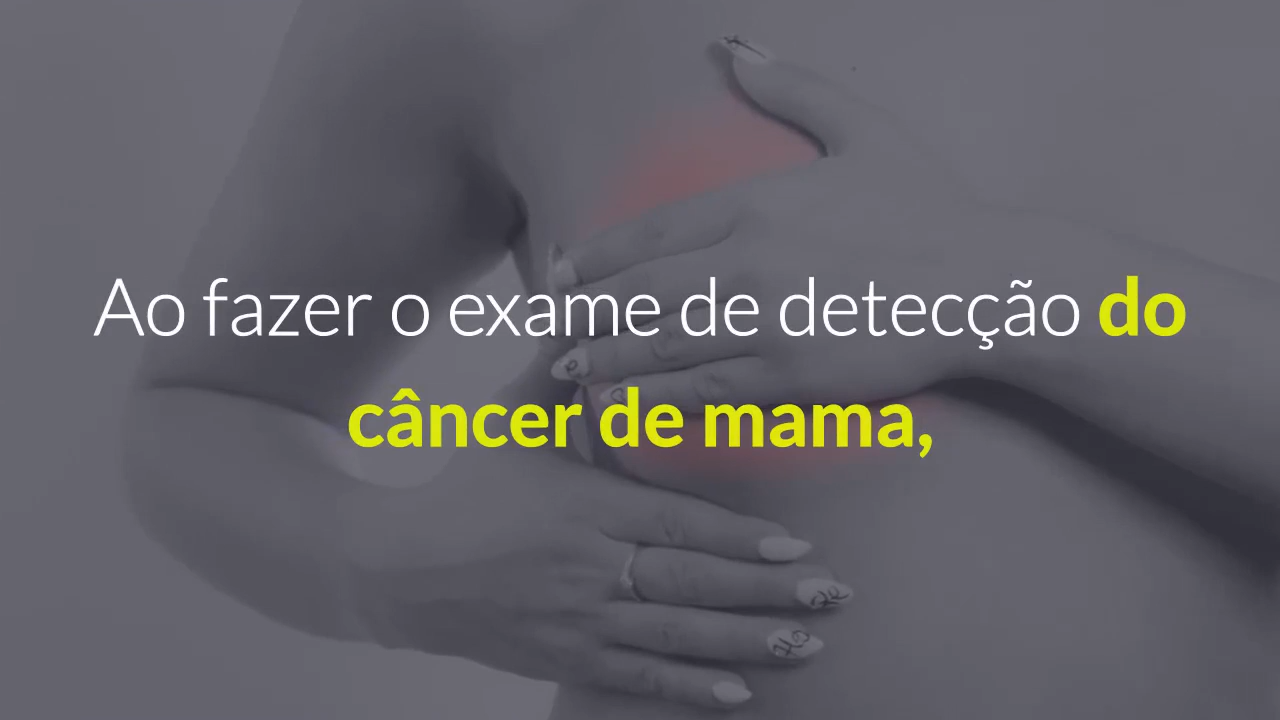 Ao fazer o exame de detecção do
câncer de mama,